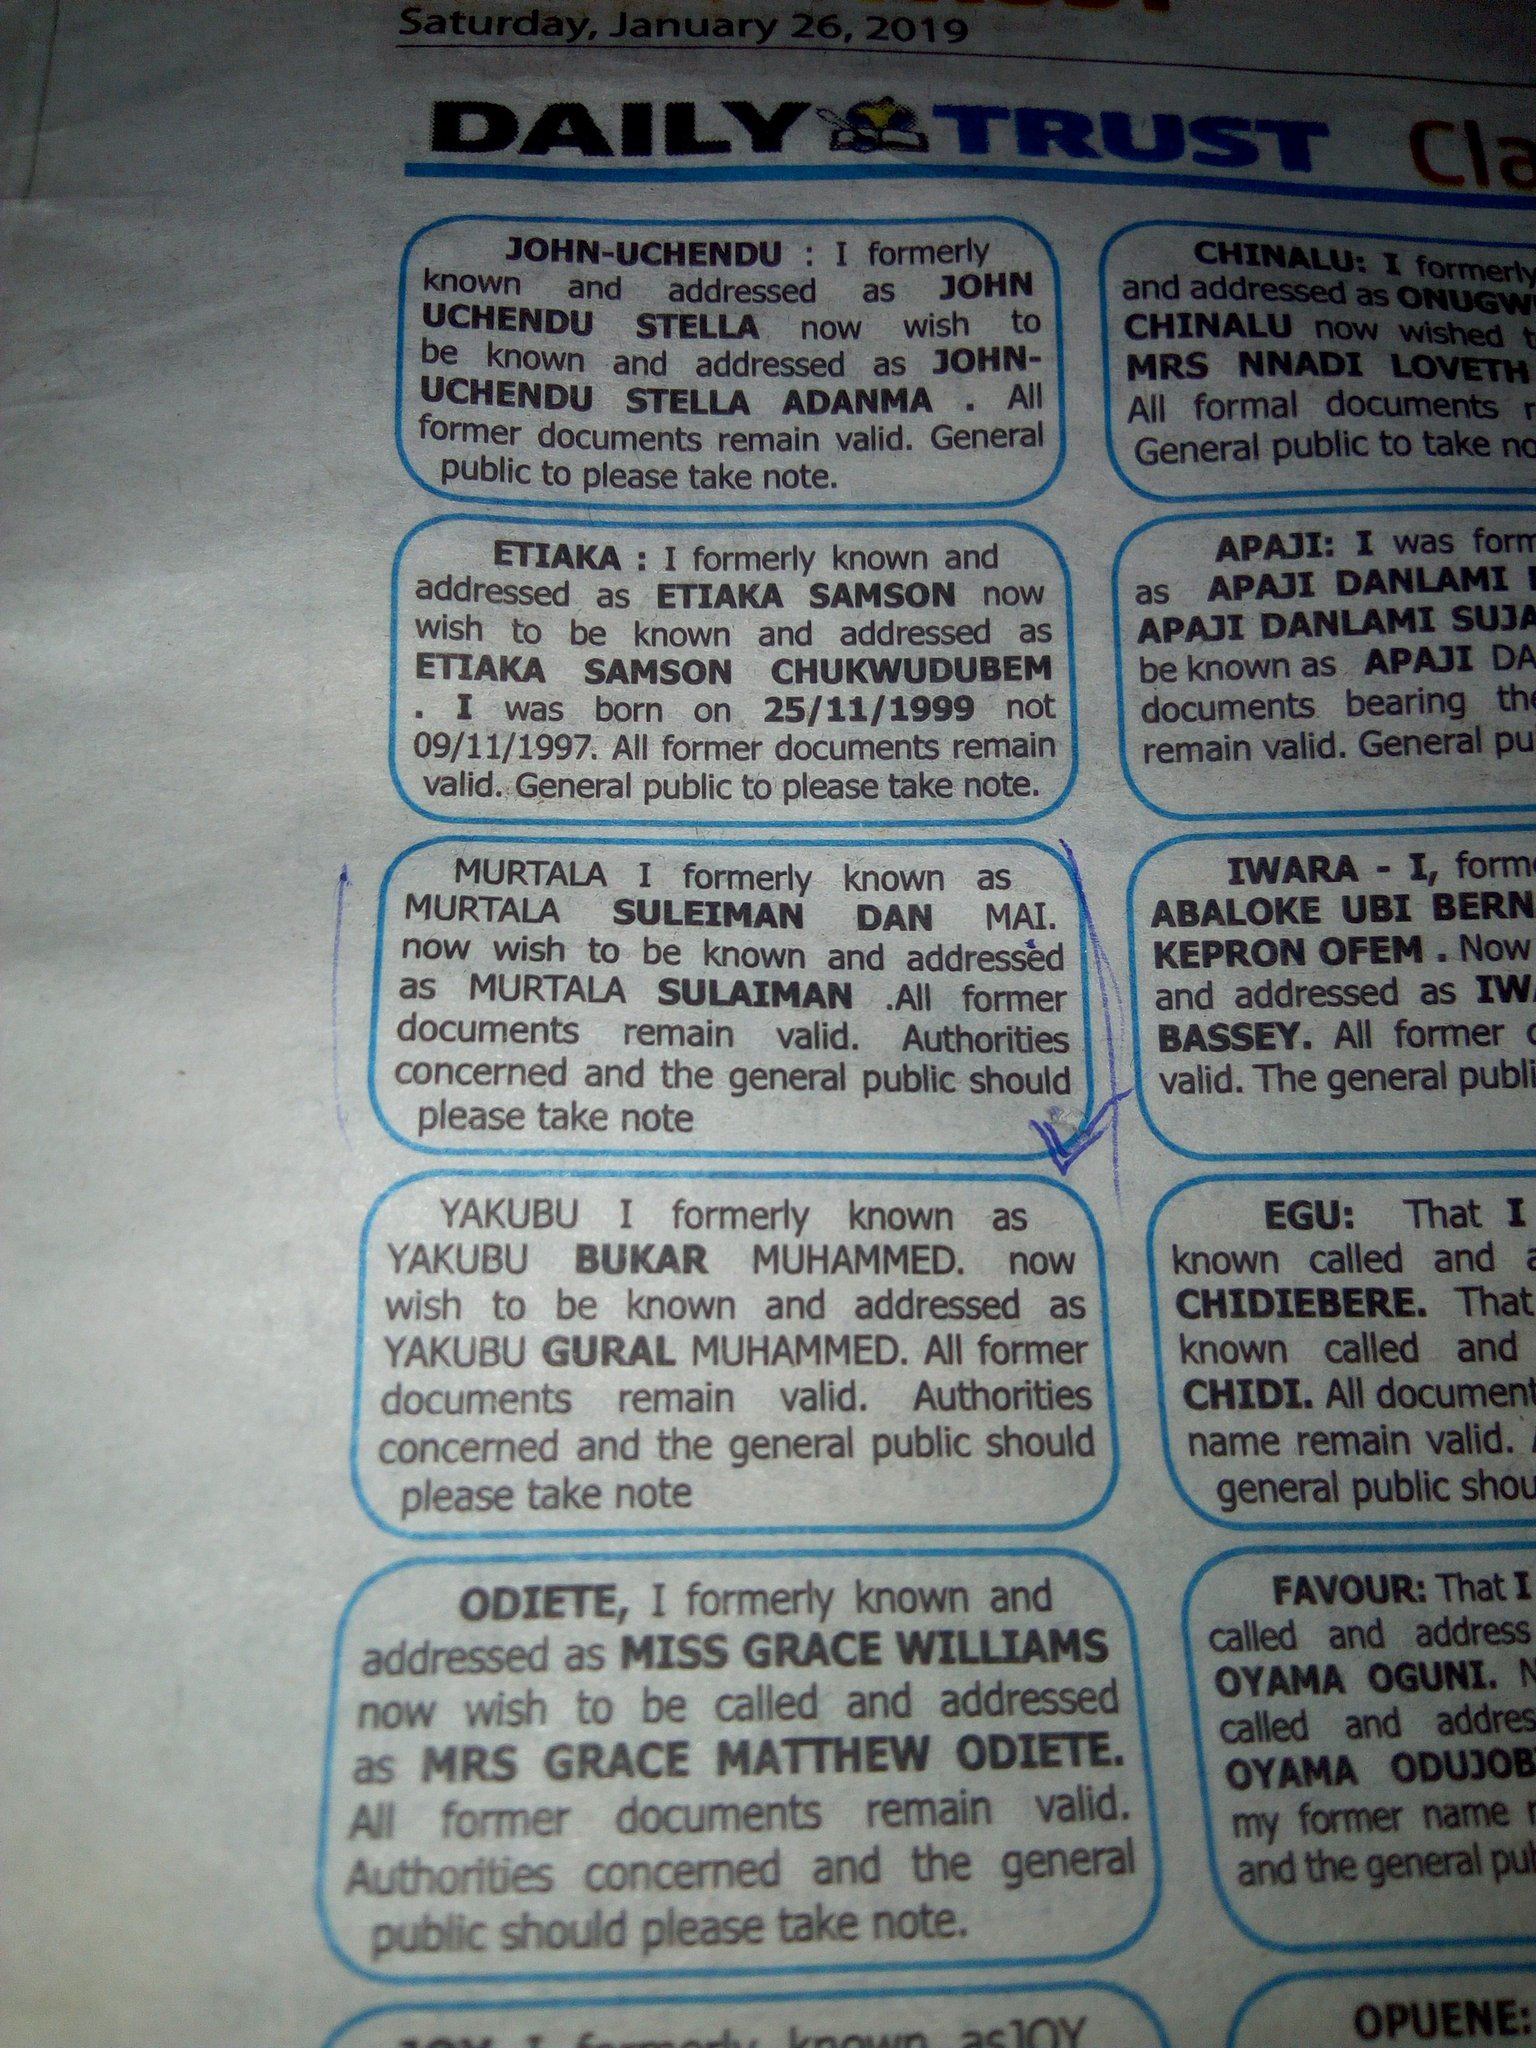 Saturday, January 26, 2019
DAILY TRUST
JOHN-UCHENDU : I formerly
known and addressed as JOHN
UCHENDU STELLA now wish to
be known and addressed as JOHN-
UCHENDU STELLA ADANMA . All
former documents remain valid. General
public to please take note.
ETIAKA : I formerly known and
addressed as ETIAKA SAMSON now
wish to be known and addressed as
ETIAKA SAMSON CHUKWUDUBEM
. I was born on 25/11/1999 not
09/11/1997. All former documents remain
valid. General public to please take note.
MURTALA I formerly known as
MURTALA SULEIMAN DAN MAI.
now wish to be known and addressed
as MURTALA SULAIMAN .All former
documents remain valid. Authorities
concerned and the general public should
please take note
YAKUBU I formerly known as
YAKUBU BUKAR MUHAMMED. now
wish to be known and addressed as
YAKUBU GURAL MUHAMMED. All former
documents remain valid. Authorities
concerned and the general public should
please take note
ODIETE, I formerly known and
addressed as MISS GRACE WILLIAMS
now wish to be called and addressed
as MRS GRACE MATTHEW ODIETE.
All former documents remain valid.
Authorities concerned and the general
public should please take note.
JOY I formerly known asJOY
CHINALU: I formerly
and addressed as
CHINALU now wished
MRS NNADI LOVETH
All formal documents
General public to take
APAJI: I was
as APAJI DANLAMI
APAJI DANLAMI
be known as APAJI
documents bearing
remain valid. General
IWARA - I,
ABALOKE UBI
KEPRON OFEM . Now
and addressed as
BASSEY. All former
valid. The general
EGU: That I
known called and
CHIDIEBERE. That
known called and
CHIDI. All
name remain valid.
general public
FAVOUR: That I
called and
OYAMA OGUNI.
called and
OYAMA
my former name
and the general
OPUENE: